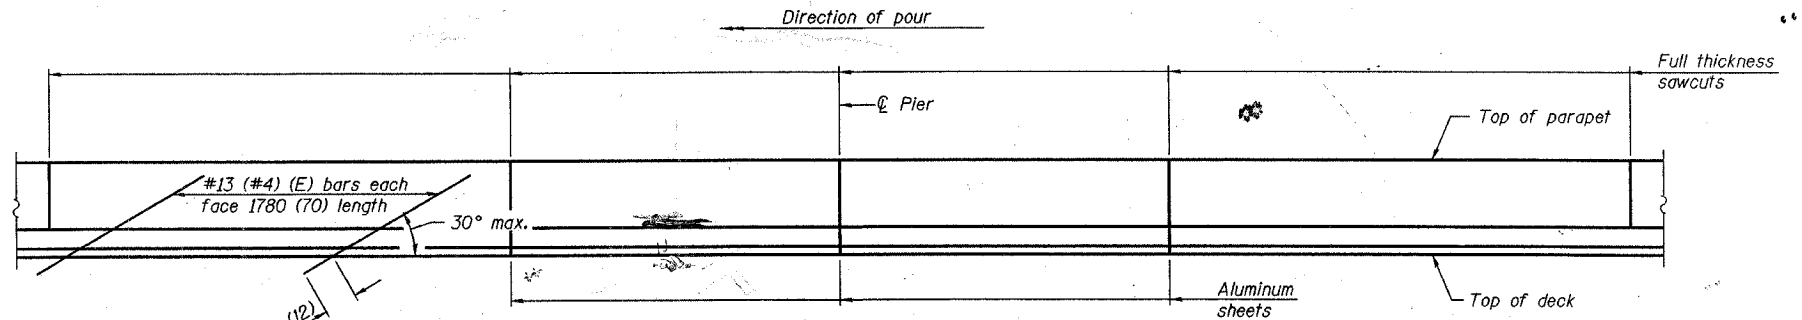 Direction of pour
Full thickness
sawcuts
℄ Pier
Top of parapet
#13 (#4) (E) bars each
face 1780 (70) length
30° max.
(12)
Aluminum
sheets
Top of deck